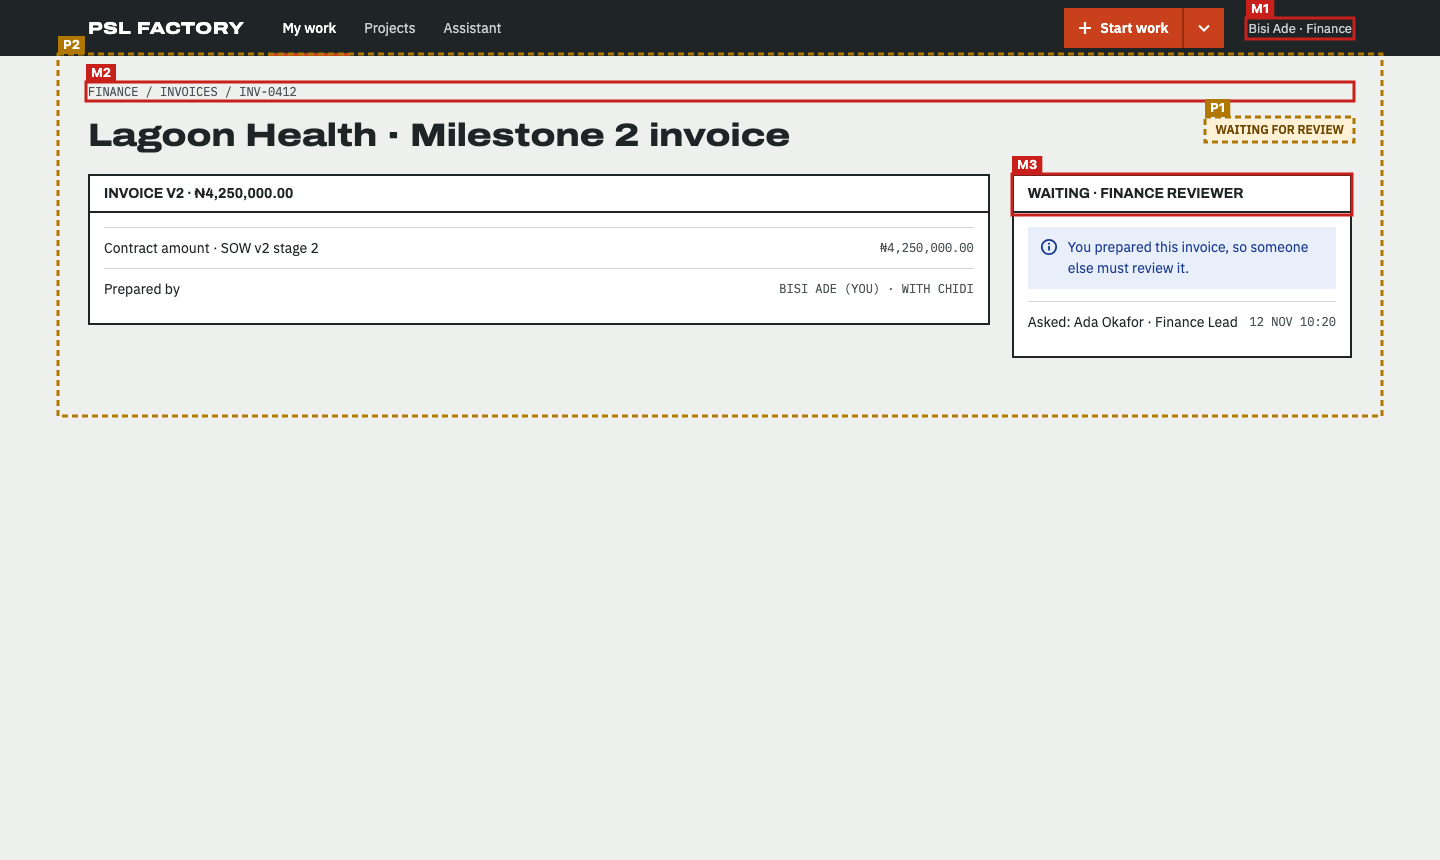 PSL FACTORY
My work
Projects
Assistant
Start work
M1
Bisi Ade · Finance
P2
M2
FINANCE / INVOICES / INV-0412
Lagoon Health · Milestone 2 invoice
P1
WAITING FOR REVIEW
INVOICE V2 · ₦4,250,000.00
Contract amount · SOW v2 stage 2 ₦4,250,000.00
Prepared by BISI ADE (YOU) · WITH CHIDI
M3
WAITING · FINANCE REVIEWER
You prepared this invoice, so someone
else must review it.
Asked: Ada Okafor · Finance Lead 12 NOV 10:20